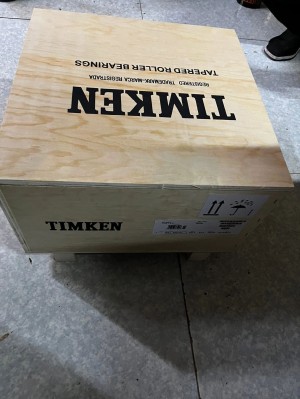 TIMKEN
REGISTERED TRADEMARK-MARCA REGISTRADA
TAPERED ROLLER BEARINGS
TIMKEN